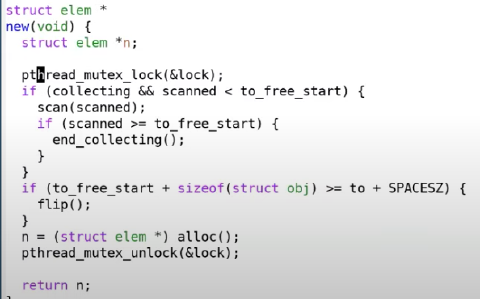 struct elem *
new(void) {
  struct elem *n;

  pthread_mutex_lock(&lock);
  if (collecting && scanned < to_free_start) {
    scan(scanned);
    if (scanned >= to_free_start) {
      end_collecting();
    }
  }
  if (to_free_start + sizeof(struct obj) >= to + SPACESZ) {
    flip();
  }
  n = (struct elem *) alloc();
  pthread_mutex_unlock(&lock);

  return n;
}